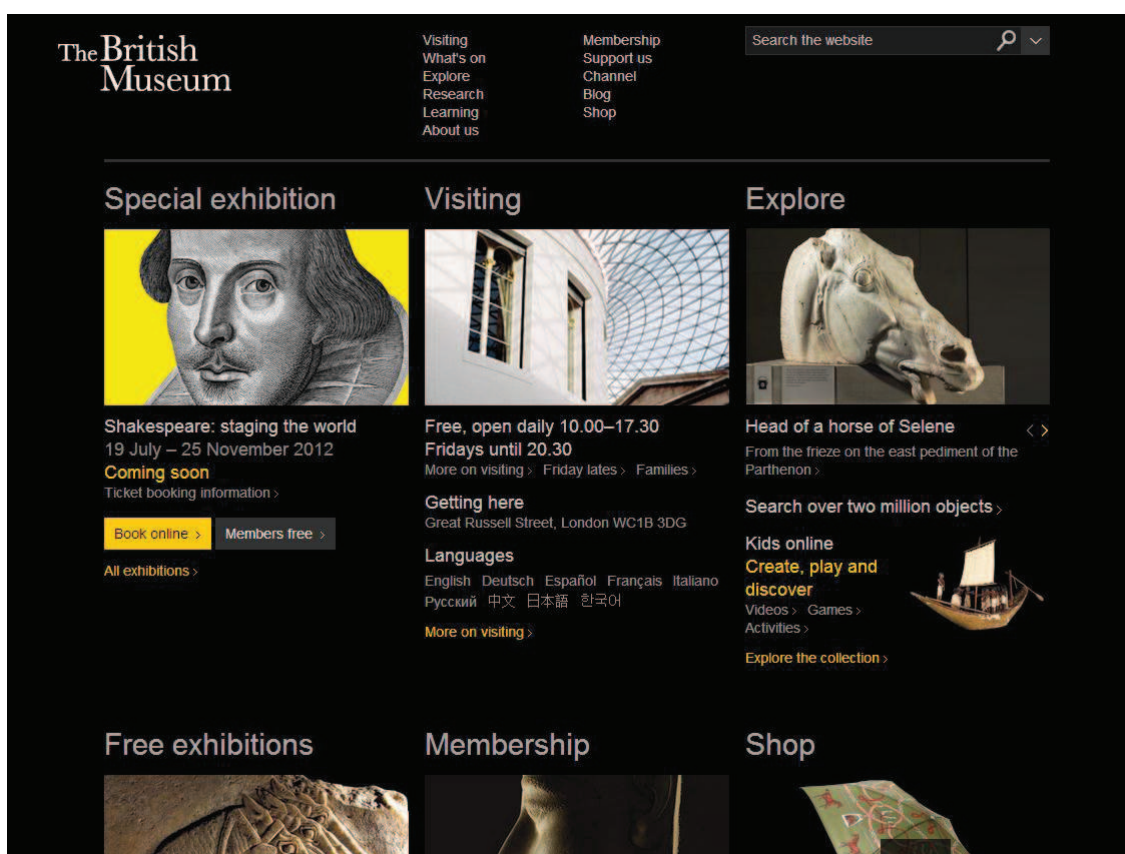 The British
Museum
Visiting
What's on
Explore
Research
Learning
About us
Membership
Support us
Channel
Blog
Shop
Search the website
Special exhibition
Shakespeare: staging the world
19 July – 25 November 2012
Coming soon
Ticket booking information ›
Book online ›
Members free ›
All exhibitions ›
Visiting
Free, open daily 10.00–17.30
Fridays until 20.30
More on visiting › Friday lates › Families ›
Getting here
Great Russell Street, London WC1B 3DG
Languages
English Deutsch Español Français Italiano
Русский 中文 日本語 한국어
More on visiting ›
Explore
Head of a horse of Selene
From the frieze on the east pediment of the
Parthenon ›
Search over two million objects ›
Kids online
Create, play and
discover
Videos › Games ›
Activities ›
Explore the collection ›
Free exhibitions
Membership
Shop